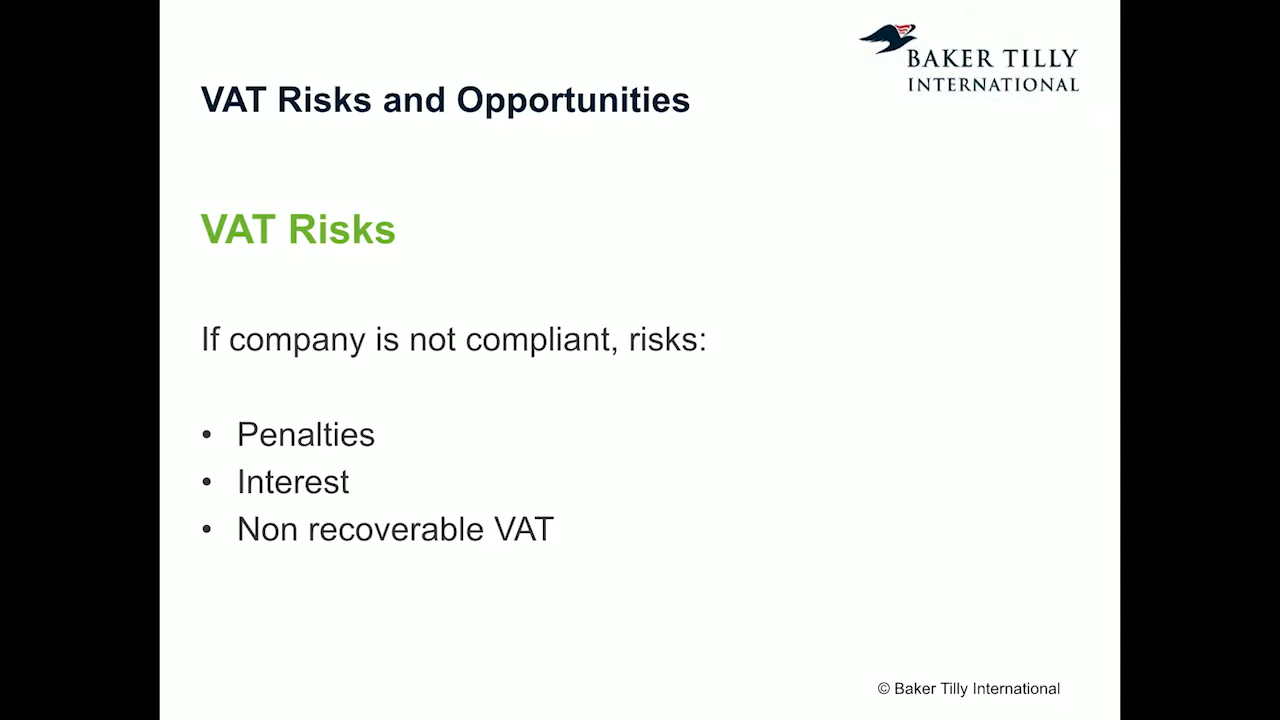 BAKER TILLY
INTERNATIONAL
VAT Risks and Opportunities
VAT Risks
If company is not compliant, risks:
• Penalties
• Interest
• Non recoverable VAT
© Baker Tilly International